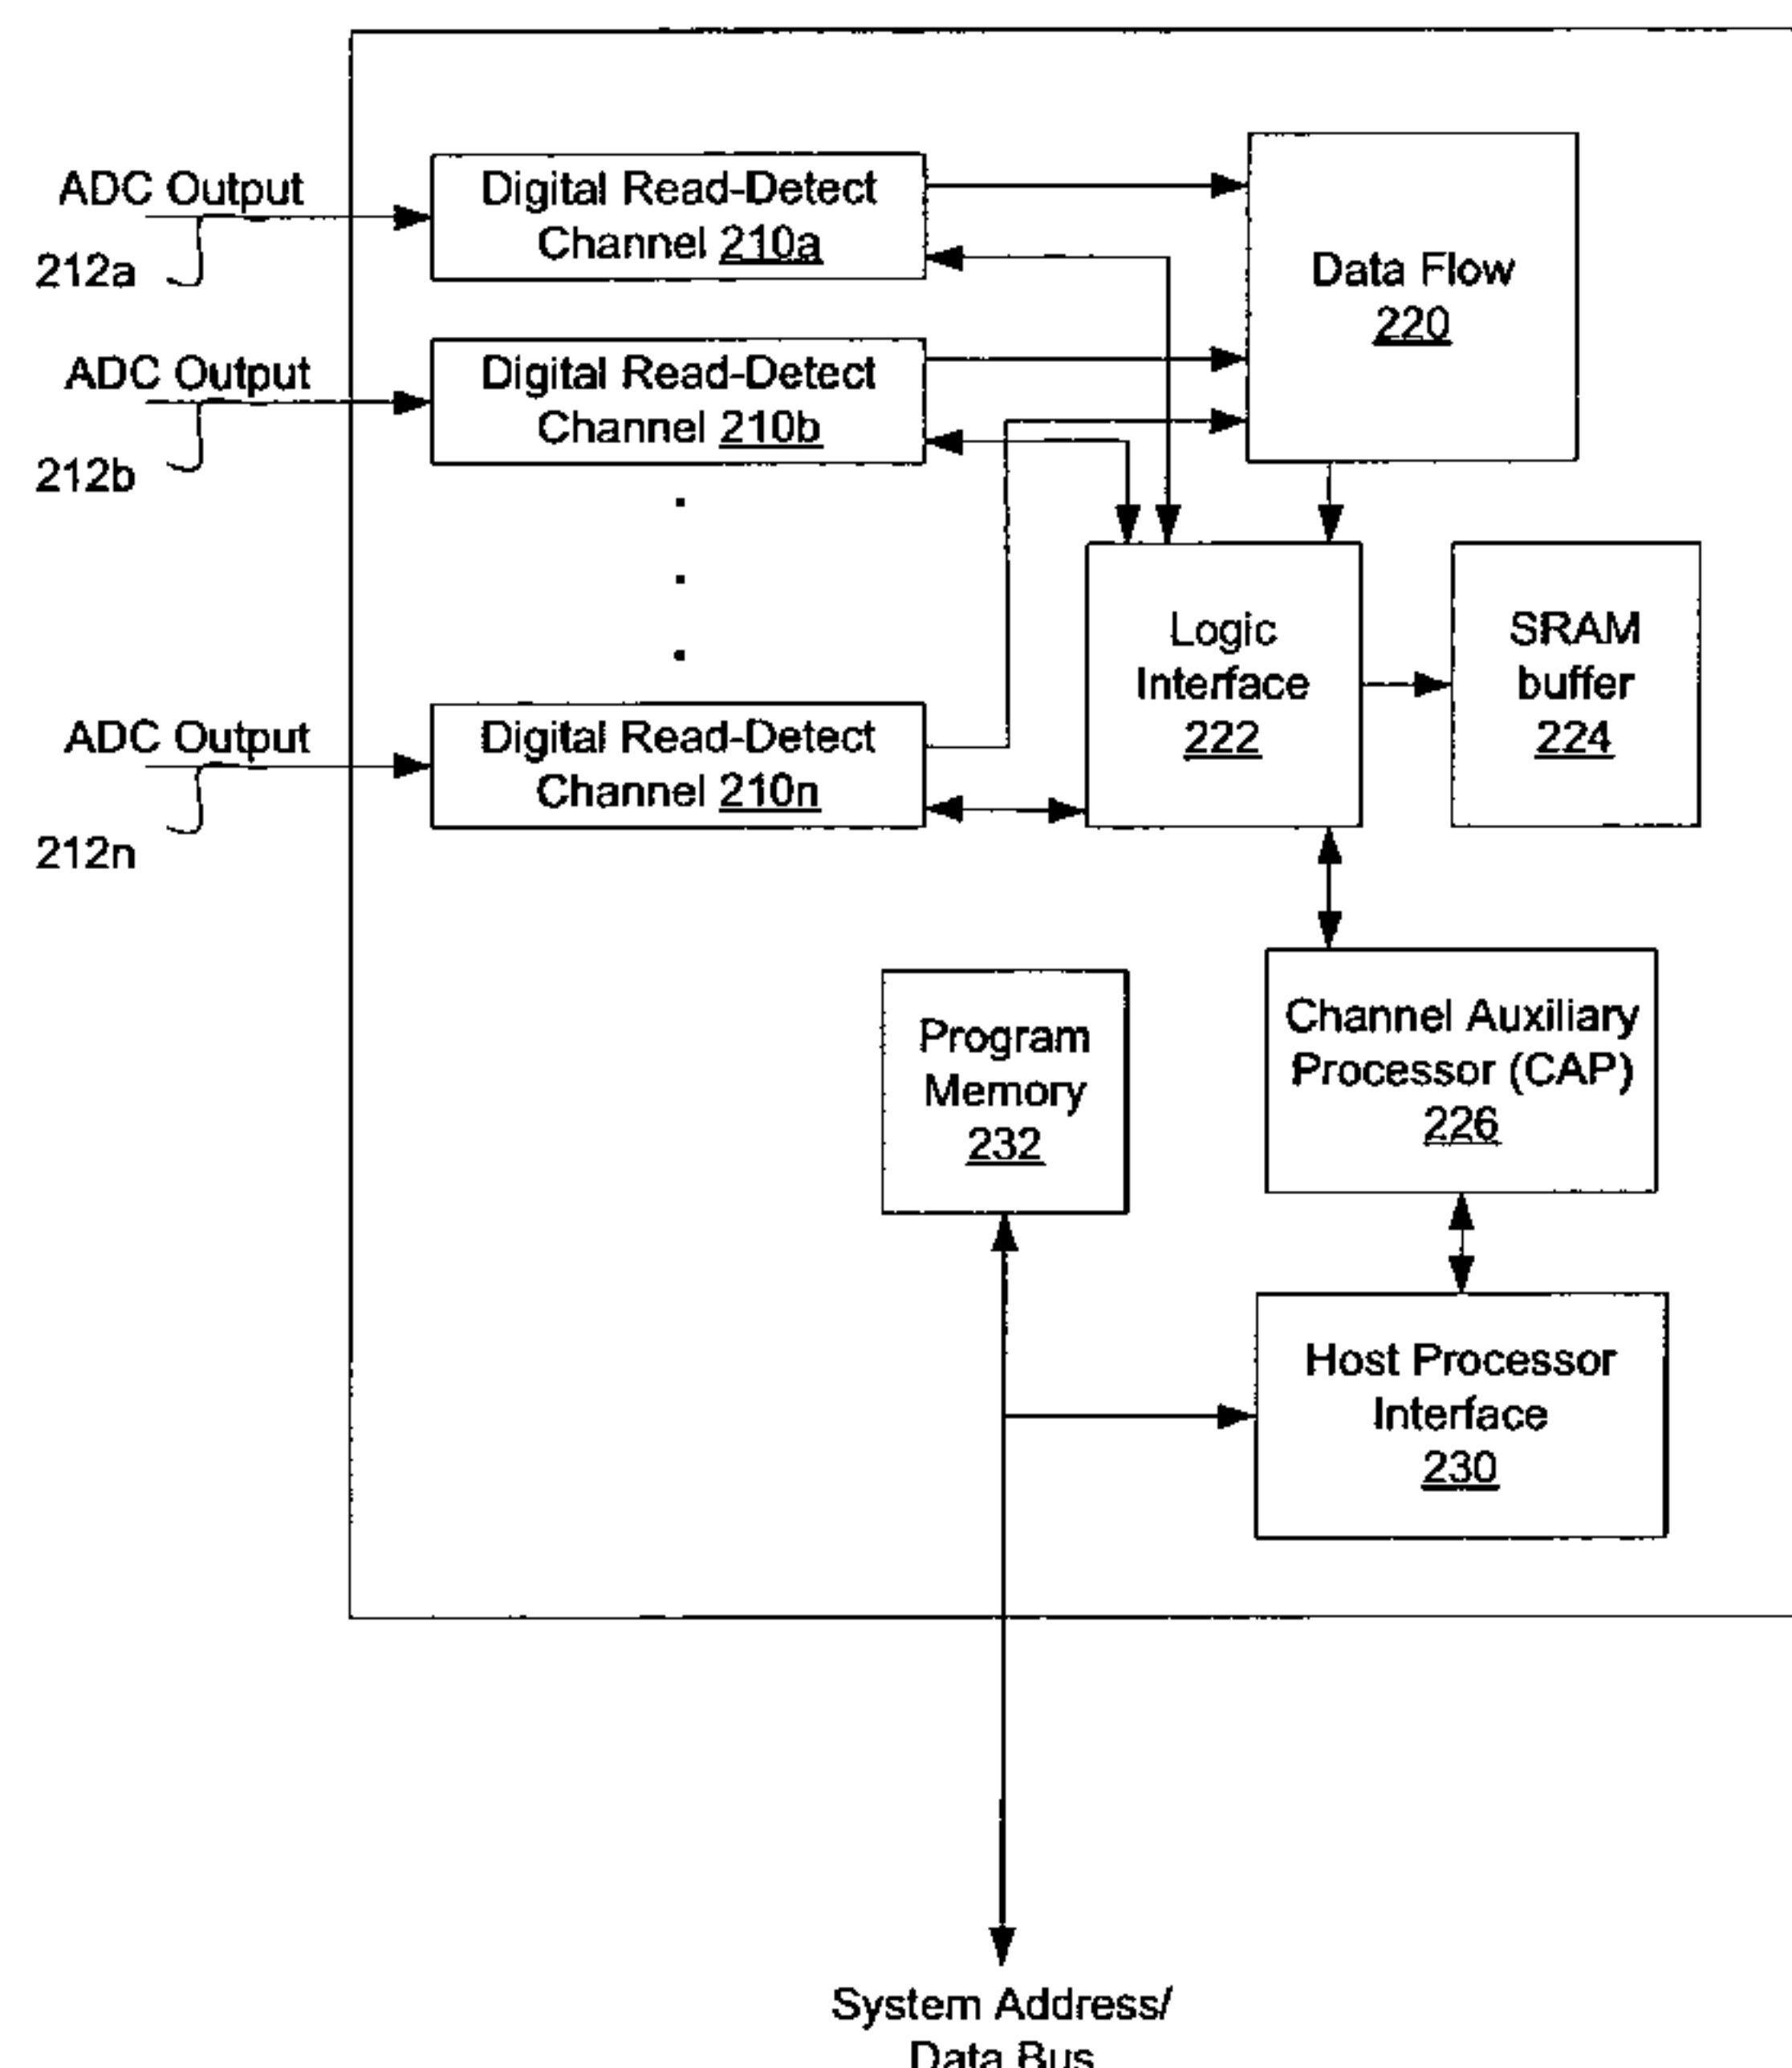 ADC Output
212a
Digital Read-Detect
Channel 210a
Data Flow
220
ADC Output
212b
Digital Read-Detect
Channel 210b
Logic
Interface
222
SRAM
buffer
224
ADC Output
212n
Digital Read-Detect
Channel 210n
Program
Memory
232
Channel Auxiliary
Processor (CAP)
226
Host Processor
Interface
230
System Address/
Data Bus